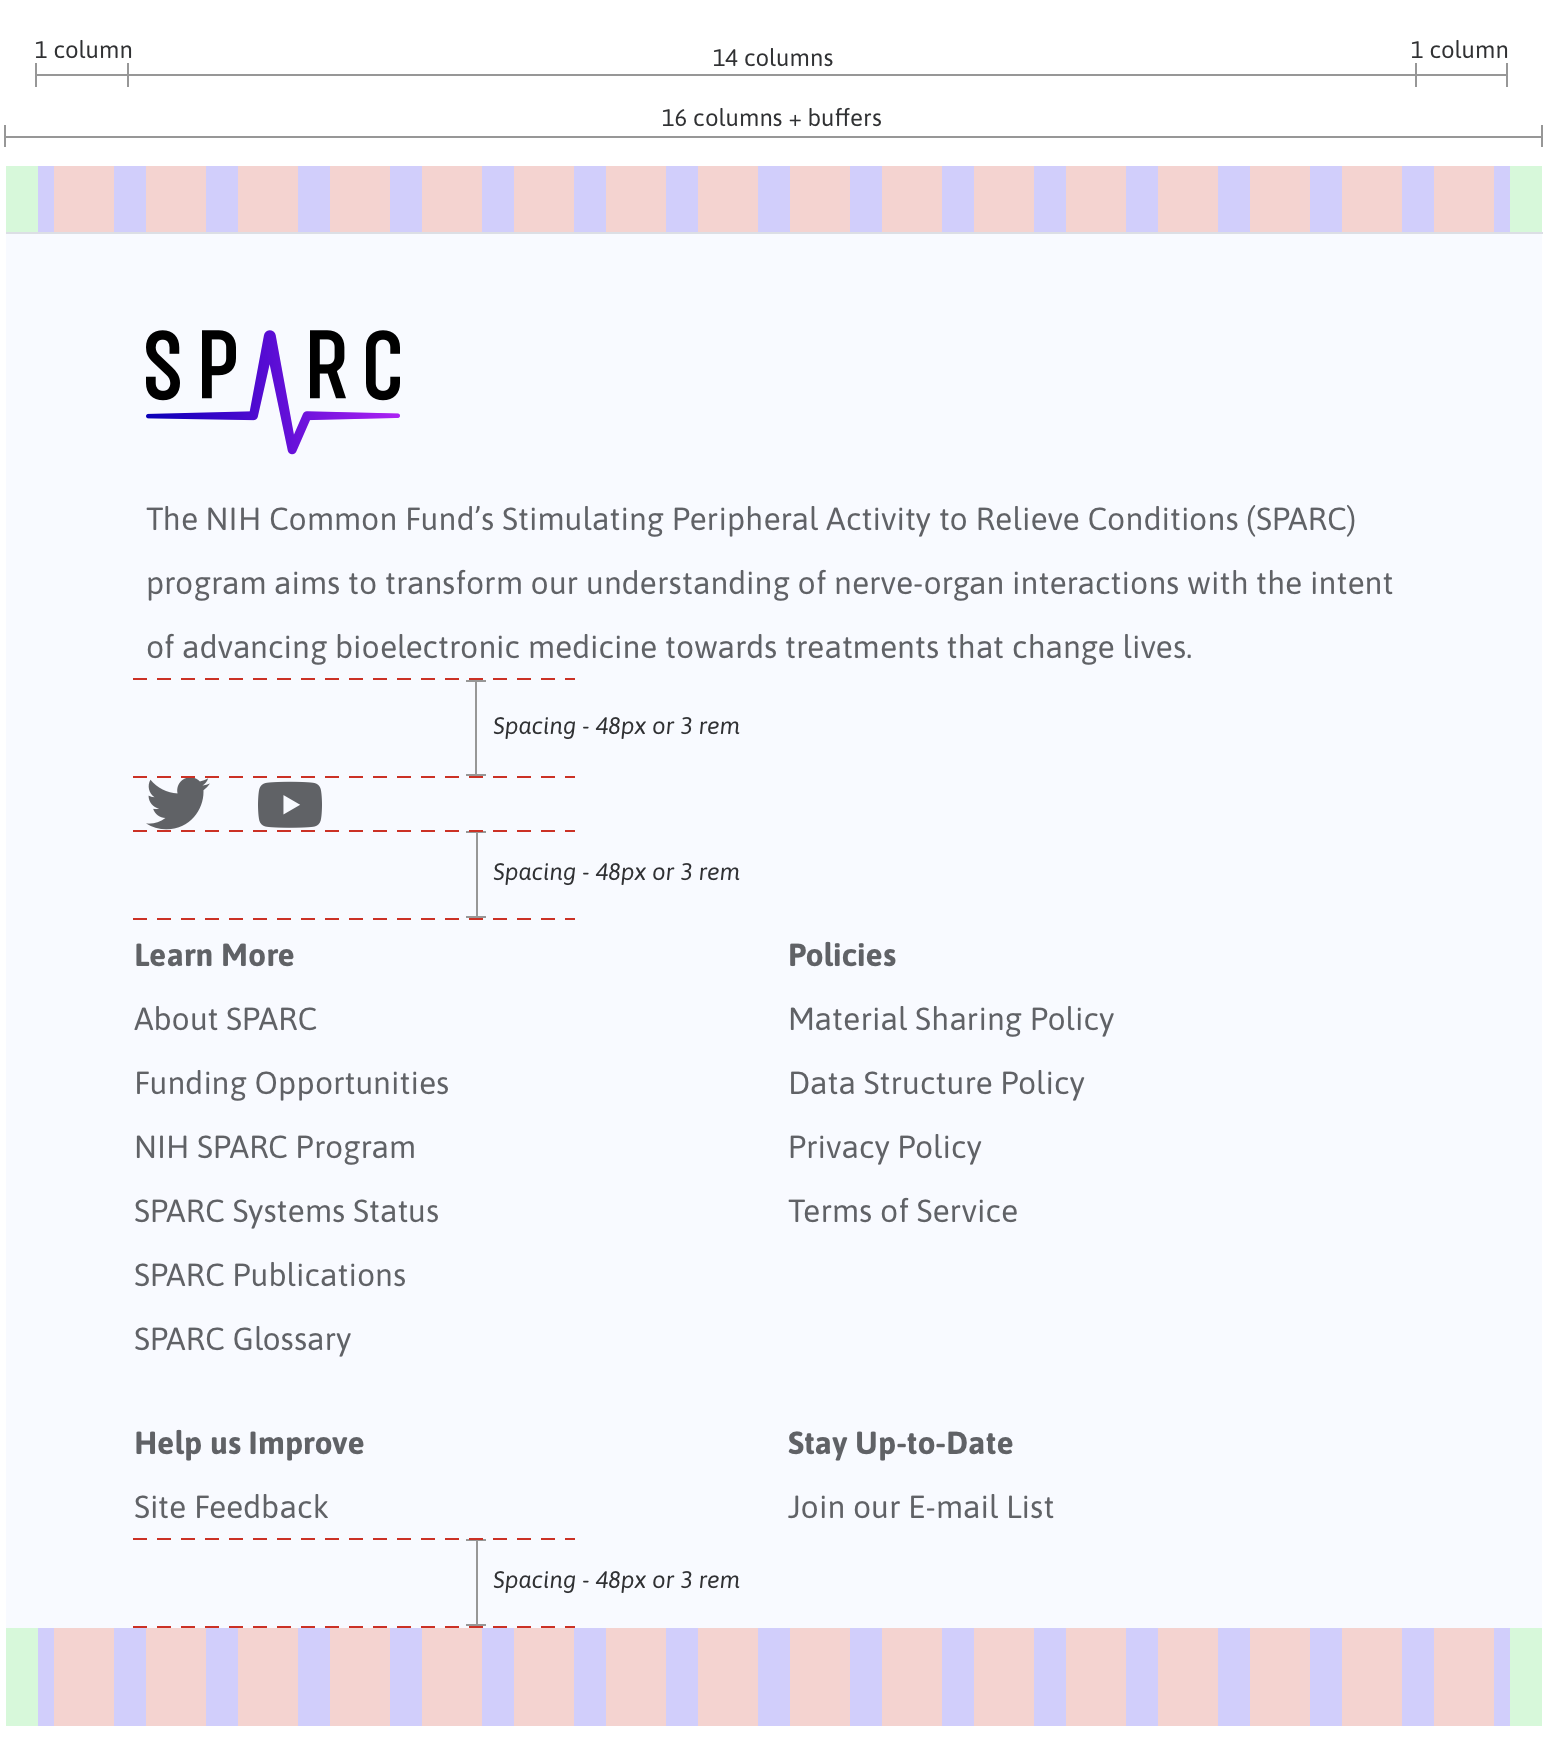 1 column
14 columns
1 column
16 columns + buffers
SPARC
The NIH Common Fund’s Stimulating Peripheral Activity to Relieve Conditions (SPARC)
program aims to transform our understanding of nerve-organ interactions with the intent
of advancing bioelectronic medicine towards treatments that change lives.
Spacing - 48px or 3 rem
Spacing - 48px or 3 rem
Learn More
About SPARC
Funding Opportunities
NIH SPARC Program
SPARC Systems Status
SPARC Publications
SPARC Glossary
Policies
Material Sharing Policy
Data Structure Policy
Privacy Policy
Terms of Service
Help us Improve
Site Feedback
Stay Up-to-Date
Join our E-mail List
Spacing - 48px or 3 rem